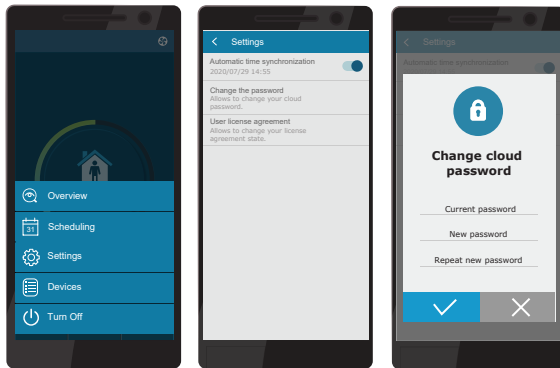 Overview
31
Scheduling
Settings
Devices
Turn Off
Settings
Automatic time synchronization
2020/07/29 14:55
Change the password
Allows to change your cloud
password.
User license agreement
Allows to change your license
agreement state.
Settings
Automatic time synchronization
Change cloud
password
Current password
New password
Repeat new password